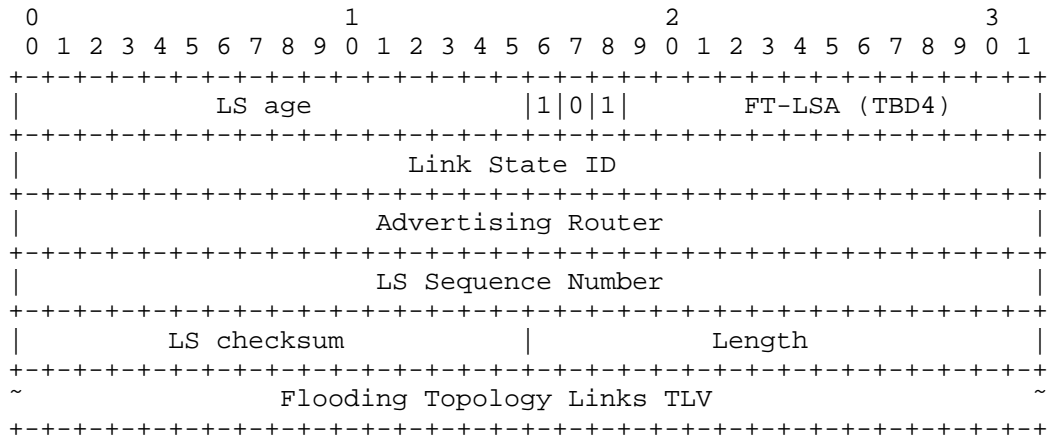 0                   1                   2                   3
 0 1 2 3 4 5 6 7 8 9 0 1 2 3 4 5 6 7 8 9 0 1 2 3 4 5 6 7 8 9 0 1
+-+-+-+-+-+-+-+-+-+-+-+-+-+-+-+-+-+-+-+-+-+-+-+-+-+-+-+-+-+-+-+-+
|            LS age             |1|0|1|       FT-LSA (TBD4)     |
+-+-+-+-+-+-+-+-+-+-+-+-+-+-+-+-+-+-+-+-+-+-+-+-+-+-+-+-+-+-+-+-+
|                        Link State ID                          |
+-+-+-+-+-+-+-+-+-+-+-+-+-+-+-+-+-+-+-+-+-+-+-+-+-+-+-+-+-+-+-+-+
|                      Advertising Router                       |
+-+-+-+-+-+-+-+-+-+-+-+-+-+-+-+-+-+-+-+-+-+-+-+-+-+-+-+-+-+-+-+-+
|                      LS Sequence Number                       |
+-+-+-+-+-+-+-+-+-+-+-+-+-+-+-+-+-+-+-+-+-+-+-+-+-+-+-+-+-+-+-+-+
|         LS checksum           |           Length              |
+-+-+-+-+-+-+-+-+-+-+-+-+-+-+-+-+-+-+-+-+-+-+-+-+-+-+-+-+-+-+-+-+
~                Flooding Topology Links TLV                    ~
+-+-+-+-+-+-+-+-+-+-+-+-+-+-+-+-+-+-+-+-+-+-+-+-+-+-+-+-+-+-+-+-+